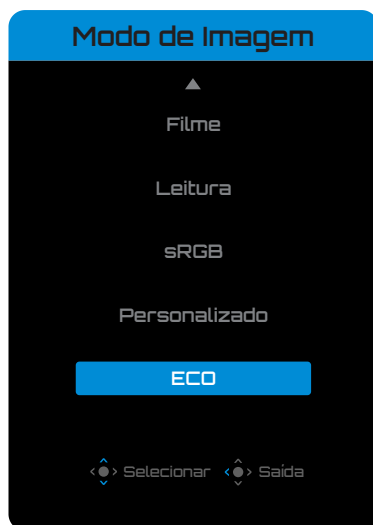 Modo de Imagem
Filme
Leitura
sRGB
Personalizado
ECO
Selecionar Saída